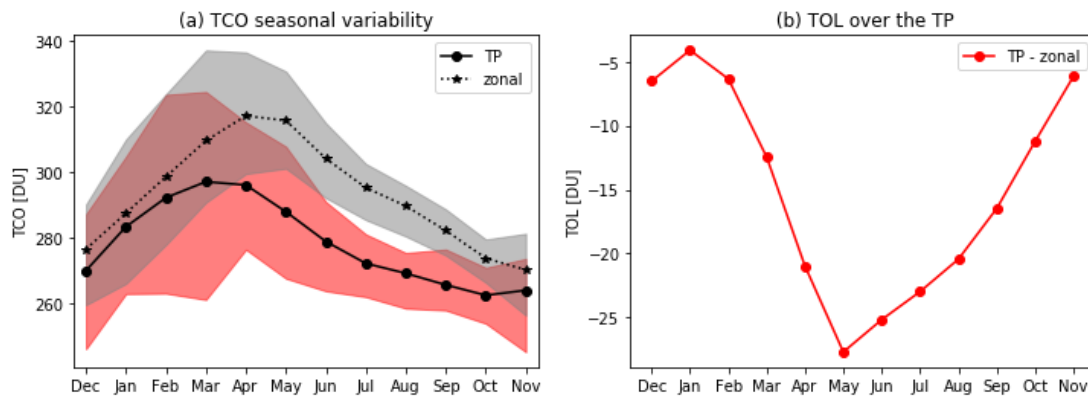 (a) TCO seasonal variability
TCO [DU]
340
320
300
280
260
TP
zonal
Dec Jan Feb Mar Apr May Jun Jul Aug Sep Oct Nov
(b) TOL over the TP
TOL [DU]
−5
−10
−15
−20
−25
TP - zonal
Dec Jan Feb Mar Apr May Jun Jul Aug Sep Oct Nov